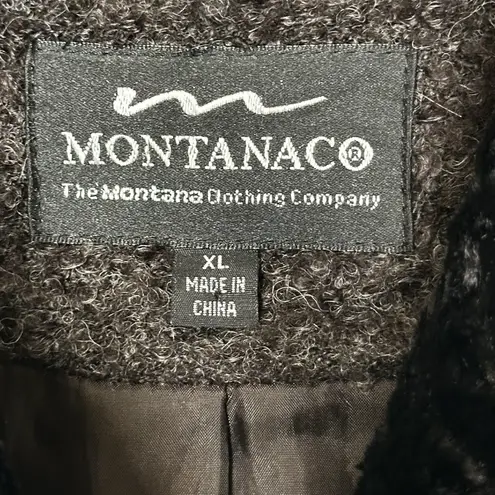 MONTANACO®
The Montana Clothing Company
XL
MADE IN
CHINA